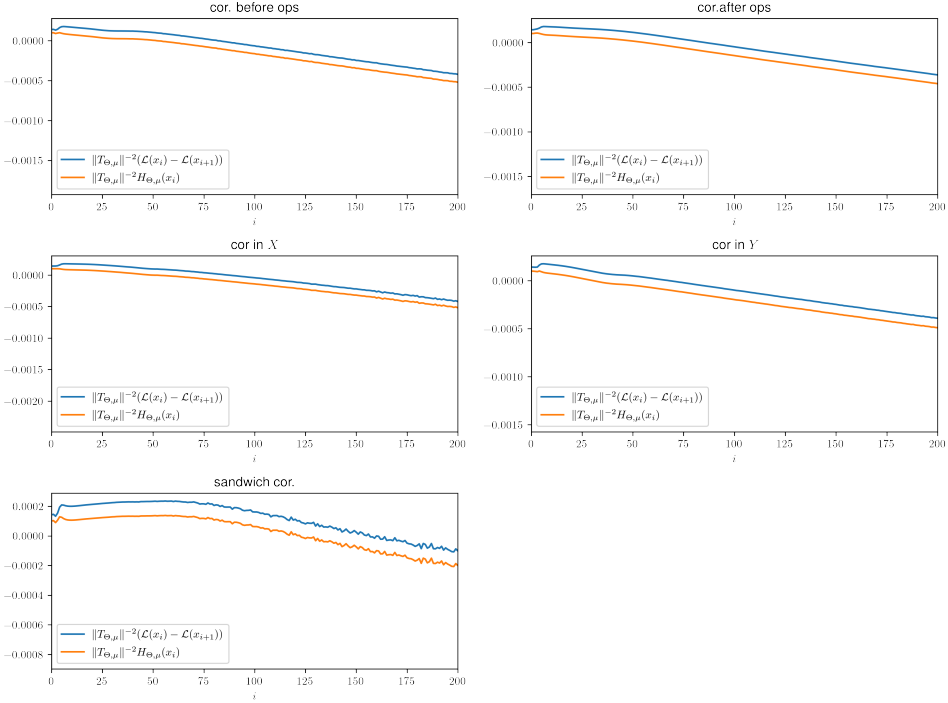 cor. before ops
0.0000
−0.0005
−0.0010
−0.0015
‖T_{Θ,μ}‖^{−2}(ℒ(x_i) − ℒ(x_{i+1}))
‖T_{Θ,μ}‖^{−2}H_{Θ,μ}(x_i)
0 25 50 75 100 125 150 175 200
i
cor.after ops
0.0000
−0.0005
−0.0010
−0.0015
‖T_{Θ,μ}‖^{−2}(ℒ(x_i) − ℒ(x_{i+1}))
‖T_{Θ,μ}‖^{−2}H_{Θ,μ}(x_i)
0 25 50 75 100 125 150 175 200
i
cor in X
0.0000
−0.0005
−0.0010
−0.0015
−0.0020
‖T_{Θ,μ}‖^{−2}(ℒ(x_i) − ℒ(x_{i+1}))
‖T_{Θ,μ}‖^{−2}H_{Θ,μ}(x_i)
0 25 50 75 100 125 150 175 200
i
cor in Y
0.0000
−0.0005
−0.0010
−0.0015
‖T_{Θ,μ}‖^{−2}(ℒ(x_i) − ℒ(x_{i+1}))
‖T_{Θ,μ}‖^{−2}H_{Θ,μ}(x_i)
0 25 50 75 100 125 150 175 200
i
sandwich cor.
0.0002
0.0000
−0.0002
−0.0004
−0.0006
−0.0008
‖T_{Θ,μ}‖^{−2}(ℒ(x_i) − ℒ(x_{i+1}))
‖T_{Θ,μ}‖^{−2}H_{Θ,μ}(x_i)
0 25 50 75 100 125 150 175 200
i